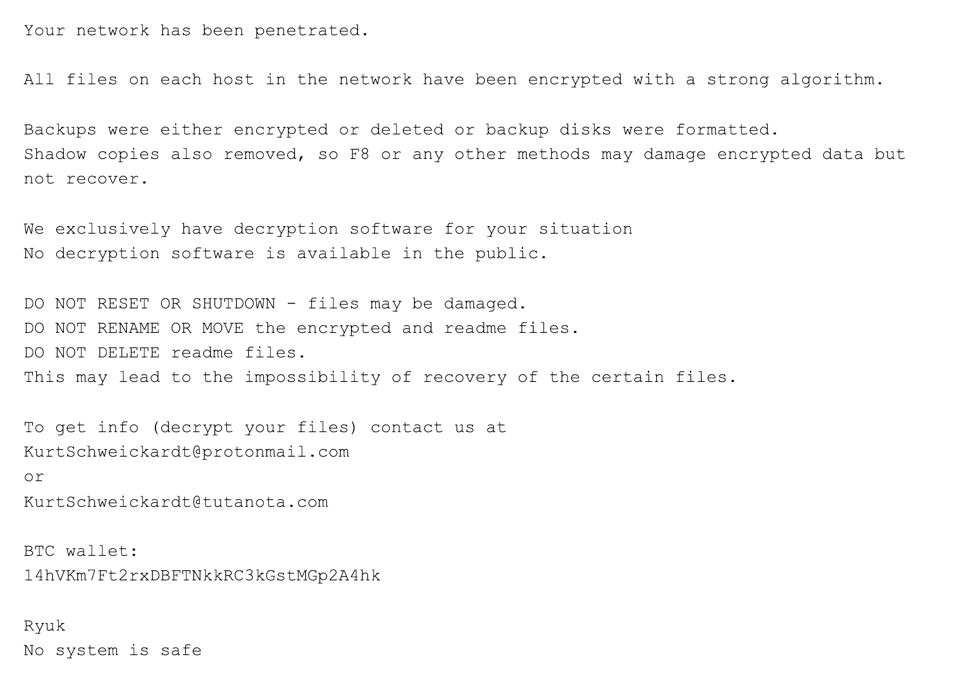 Your network has been penetrated.
All files on each host in the network have been encrypted with a strong algorithm.
Backups were either encrypted or deleted or backup disks were formatted.
Shadow copies also removed, so F8 or any other methods may damage encrypted data but
not recover.
We exclusively have decryption software for your situation
No decryption software is available in the public.
DO NOT RESET OR SHUTDOWN – files may be damaged.
DO NOT RENAME OR MOVE the encrypted and readme files.
DO NOT DELETE readme files.
This may lead to the impossibility of recovery of the certain files.
To get info (decrypt your files) contact us at
KurtSchweickardt@protonmail.com
or
KurtSchweickardt@tutanota.com
BTC wallet:
14hVKm7Ft2rxDBFTNkkRC3kGstMGp2A4hk
Ryuk
No system is safe